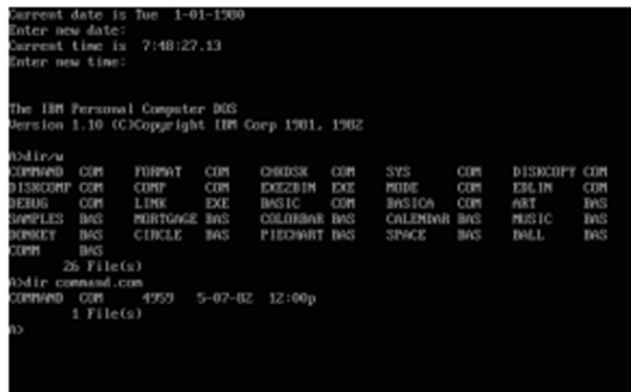 Current date is Tue  1-01-1980
Enter new date:
Current time is  7:48:27.13
Enter new time:
The IBM Personal Computer DOS
Version 1.10 (C)Copyright IBM Corp 1981, 1982
A>dir/w
COMMAND  COM    FORMAT   COM    CHKDSK   COM    SYS      COM    DISKCOPY COM
DISKCOMP COM    COMP     COM    EXE2BIN  EXE    MODE     COM    EDLIN    COM
DEBUG    COM    LINK     EXE    BASIC    COM    BASICA   COM    ART      BAS
SAMPLES  BAS    MORTGAGE BAS    COLORBAR BAS    CALENDAR BAS    MUSIC    BAS
DONKEY   BAS    CIRCLE   BAS    PIECHART BAS    SPACE    BAS    BALL     BAS
COMM     BAS
26 File(s)
A>dir command.com
COMMAND  COM     4959   5-07-82  12:00p
1 File(s)
A>